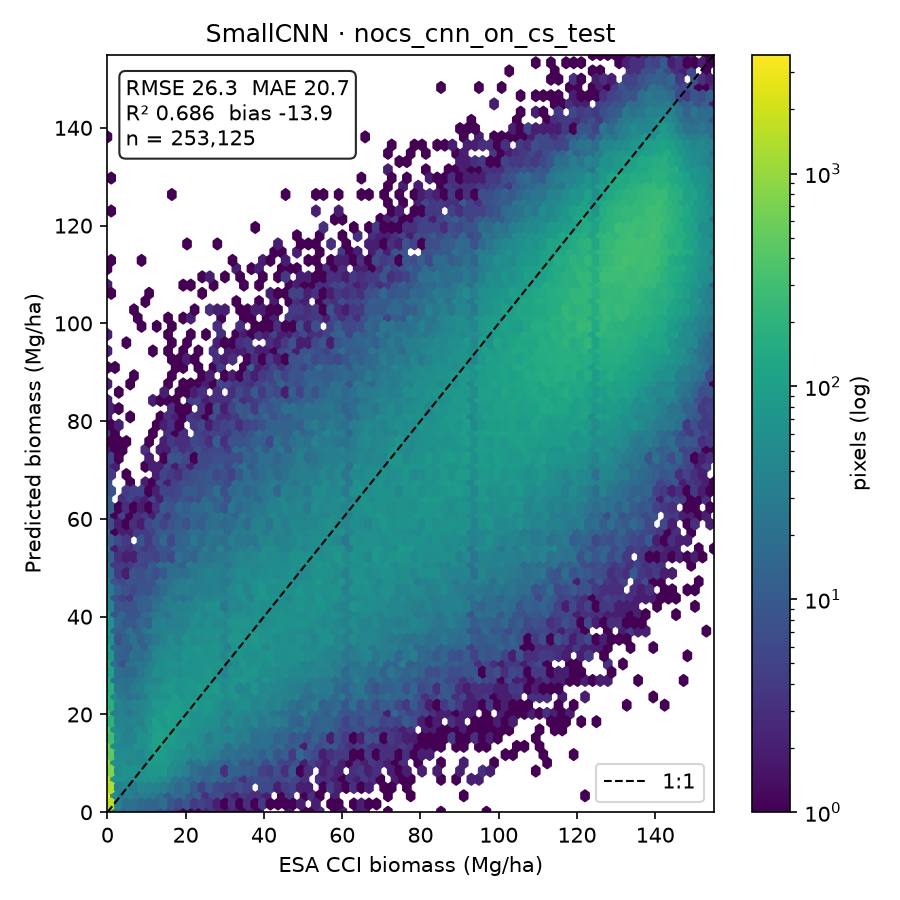 SmallCNN · nocs_cnn_on_cs_test
RMSE 26.3  MAE 20.7
R² 0.686  bias -13.9
n = 253,125
140
120
100
80
60
40
20
0
Predicted biomass (Mg/ha)
0 20 40 60 80 100 120 140
ESA CCI biomass (Mg/ha)
1:1
10³
10²
10¹
10⁰
pixels (log)